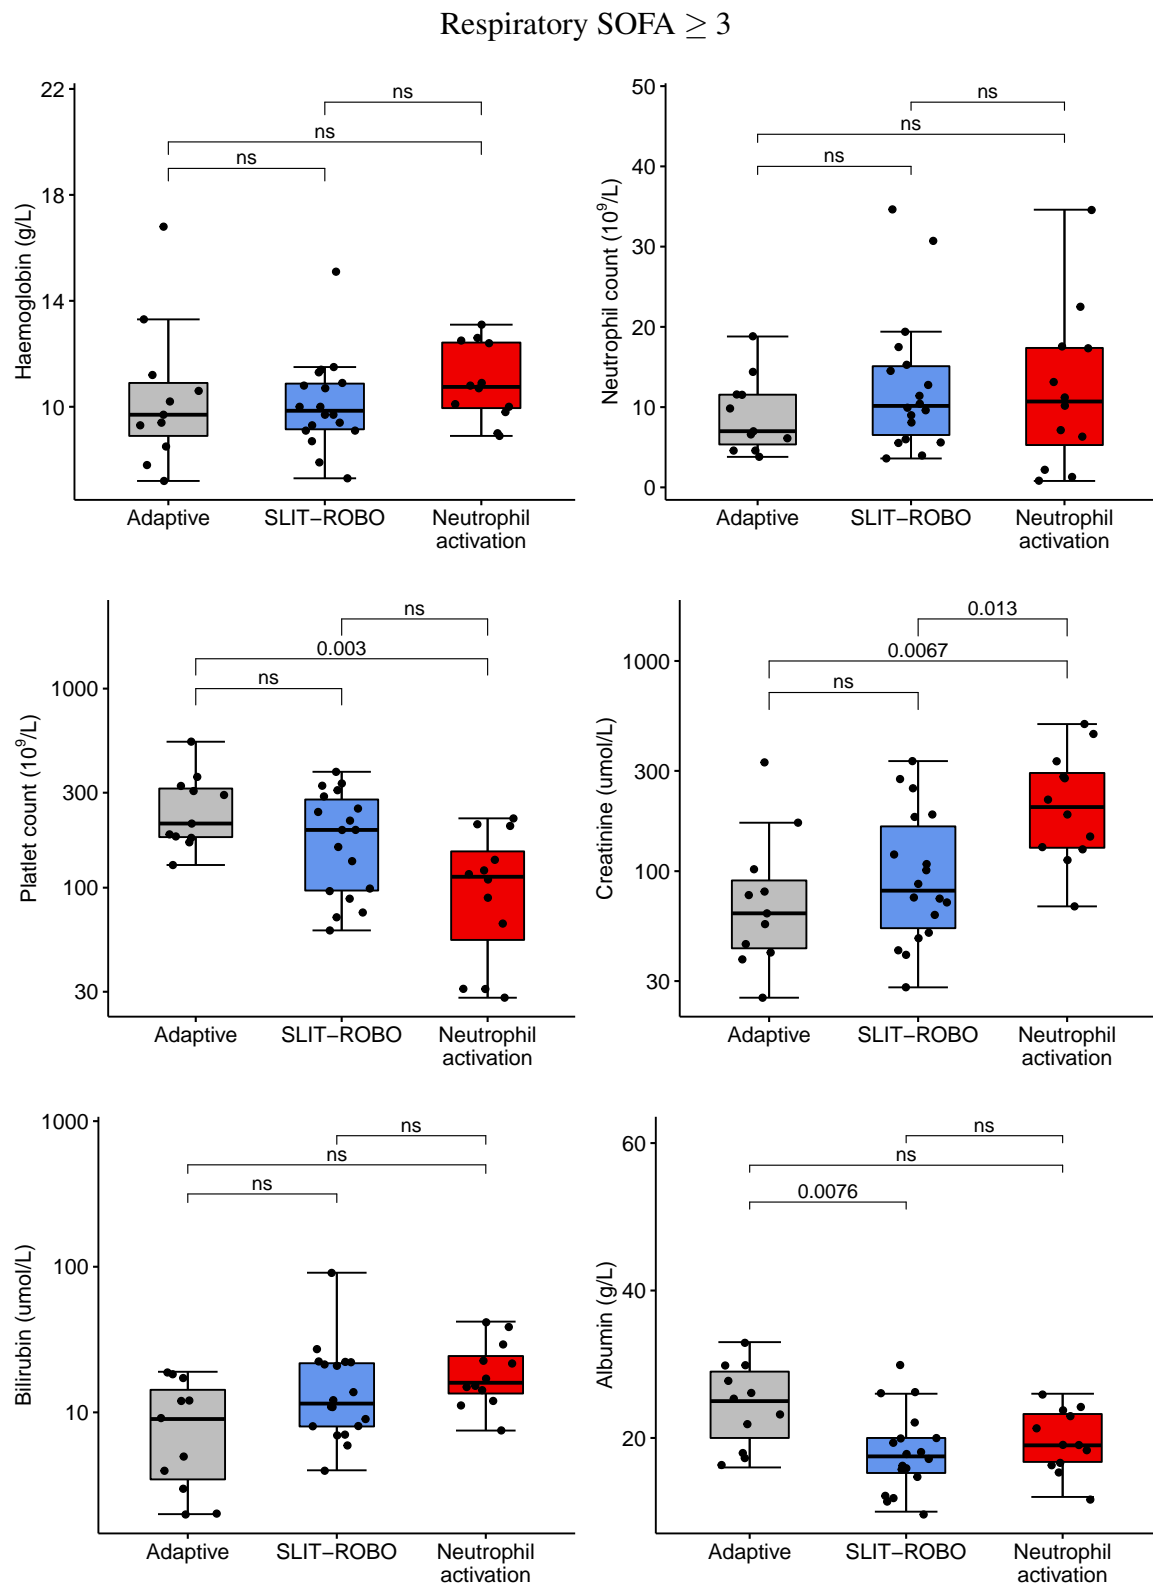 Respiratory SOFA ≥ 3
Haemoglobin (g/L)
22
18
14
10
ns
ns
ns
Adaptive
SLIT−ROBO
Neutrophil
activation
Neutrophil count (10⁹/L)
50
40
30
20
10
0
ns
ns
ns
Adaptive
SLIT−ROBO
Neutrophil
activation
Platlet count (10⁹/L)
1000
300
100
30
ns
0.003
ns
Adaptive
SLIT−ROBO
Neutrophil
activation
Creatinine (umol/L)
1000
300
100
30
0.013
0.0067
ns
Adaptive
SLIT−ROBO
Neutrophil
activation
Bilirubin (umol/L)
1000
100
10
ns
ns
ns
Adaptive
SLIT−ROBO
Neutrophil
activation
Albumin (g/L)
60
40
20
ns
ns
0.0076
Adaptive
SLIT−ROBO
Neutrophil
activation